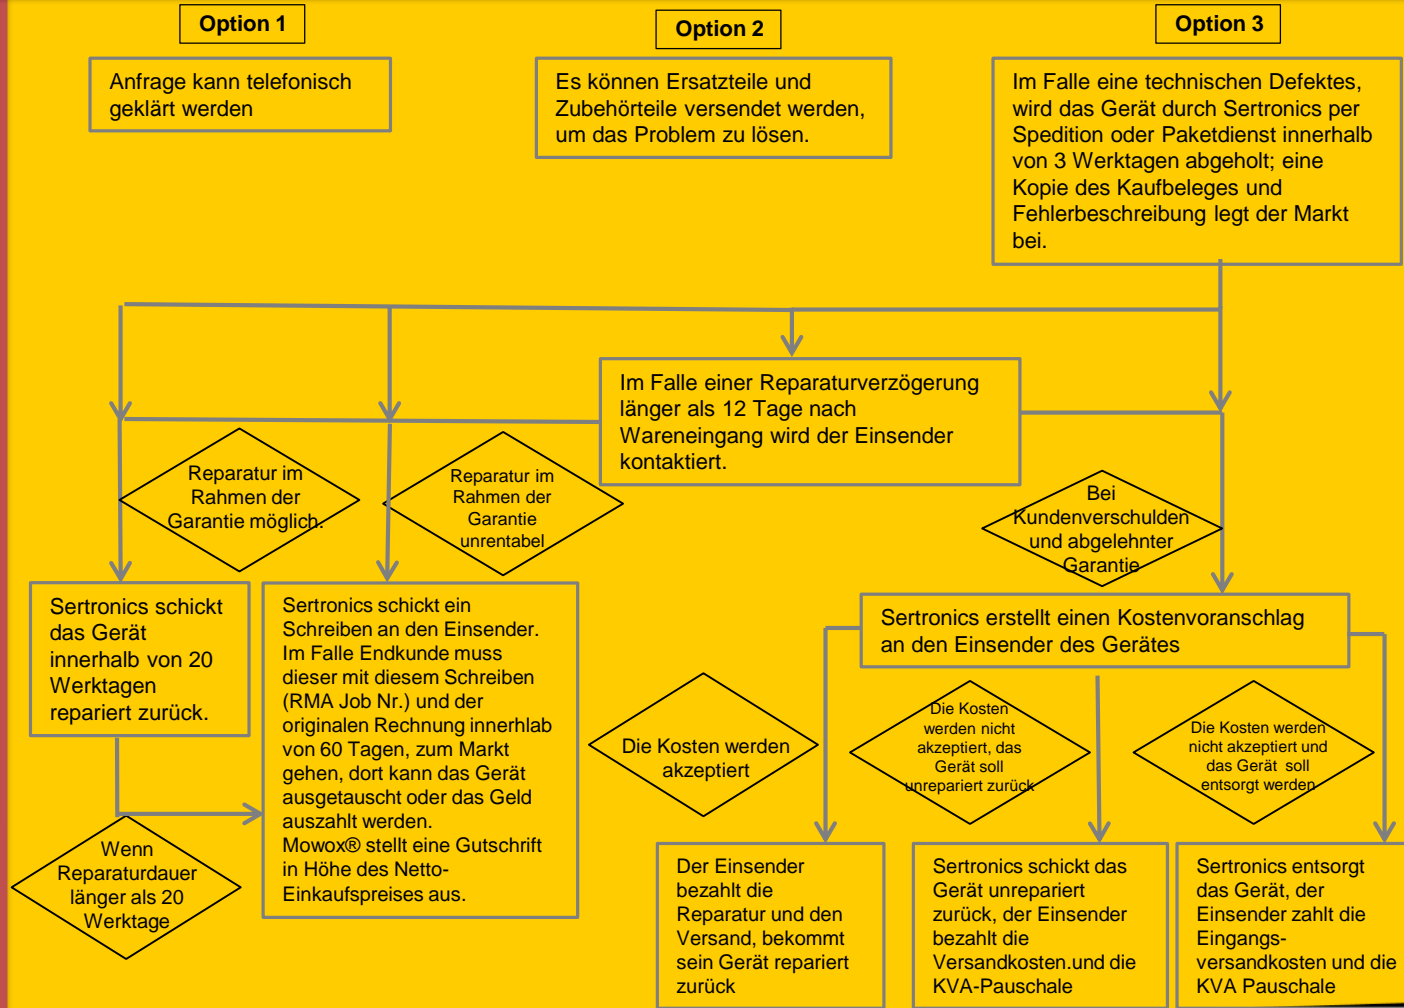 Option 1
Option 2
Option 3
Anfrage kann telefonisch
geklärt werden
Es können Ersatzteile und
Zubehörteile versendet werden,
um das Problem zu lösen.
Im Falle eine technischen Defektes,
wird das Gerät durch Sertronics per
Spedition oder Paketdienst innerhalb
von 3 Werktagen abgeholt; eine
Kopie des Kaufbeleges und
Fehlerbeschreibung legt der Markt
bei.
Im Falle einer Reparaturverzögerung
länger als 12 Tage nach
Wareneingang wird der Einsender
kontaktiert.
Reparatur im
Rahmen der
Garantie möglich.
Reparatur im
Rahmen der
Garantie
unrentabel
Bei
Kundenverschulden
und abgelehnter
Garantie
Sertronics schickt
das Gerät
innerhalb von 20
Werktagen
repariert zurück.
Sertronics schickt ein
Schreiben an den Einsender.
Im Falle Endkunde muss
dieser mit diesem Schreiben
(RMA Job Nr.) und der
originalen Rechnung innerhlab
von 60 Tagen, zum Markt
gehen, dort kann das Gerät
ausgetauscht oder das Geld
auszahlt werden.
Mowox® stellt eine Gutschrift
in Höhe des Netto-
Einkaufspreises aus.
Sertronics erstellt einen Kostenvoranschlag
an den Einsender des Gerätes
Die Kosten werden
akzeptiert
Die Kosten
werden nicht
akzeptiert, das
Gerät soll
unrepariert zurück
Die Kosten werden
nicht akzeptiert und
das Gerät  soll
entsorgt werden
Wenn
Reparaturdauer
länger als 20
Werktage
Der Einsender
bezahlt die
Reparatur und den
Versand, bekommt
sein Gerät repariert
zurück
Sertronics schickt das
Gerät unrepariert
zurück, der Einsender
bezahlt die
Versandkosten.und die
KVA-Pauschale
Sertronics entsorgt
das Gerät, der
Einsender zahlt die
Eingangs-
versandkosten und die
KVA Pauschale